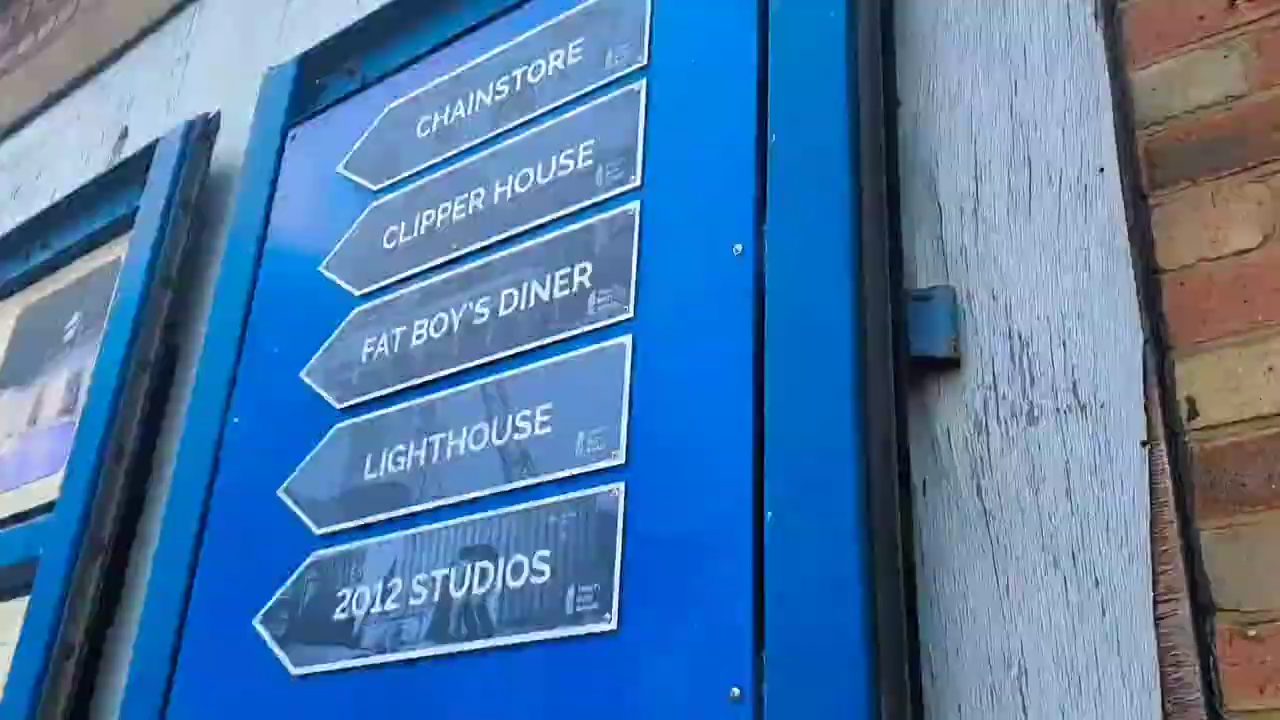 CHAINSTORE
CLIPPER HOUSE
FAT BOY'S DINER
LIGHTHOUSE
2012 STUDIOS